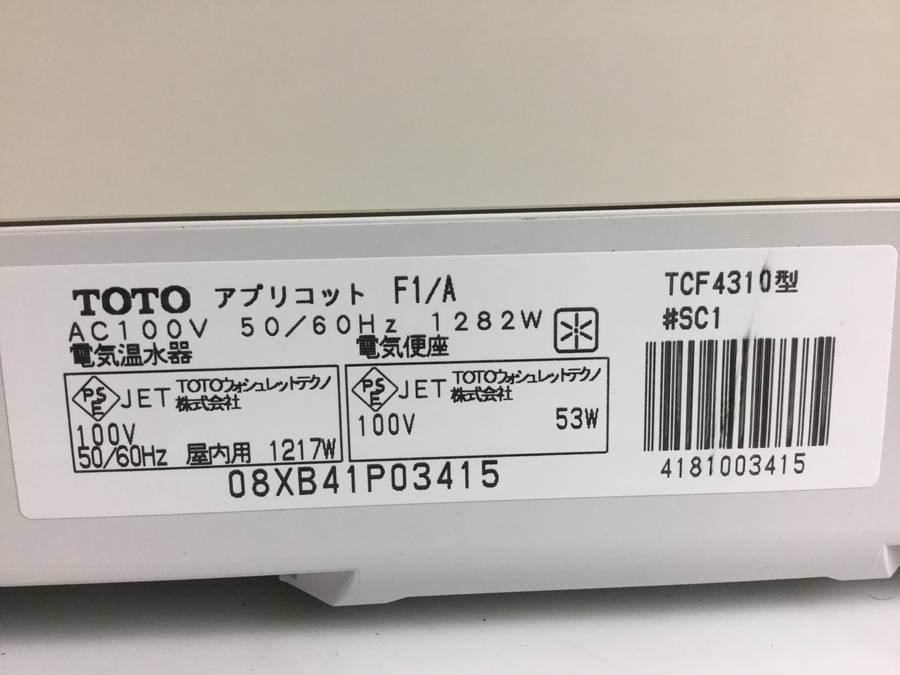 TOTO アプリコット F1/A
AC100V 50/60Hz 1282W
電気温水器
電気便座
PSE JET TOTOウォシュレットテクノ
株式会社
100V
50/60Hz 屋内用 1217W
PSE JET TOTOウォシュレットテクノ
株式会社
100V 53W
08XB41P03415
TCF4310型
#SC1
4181003415